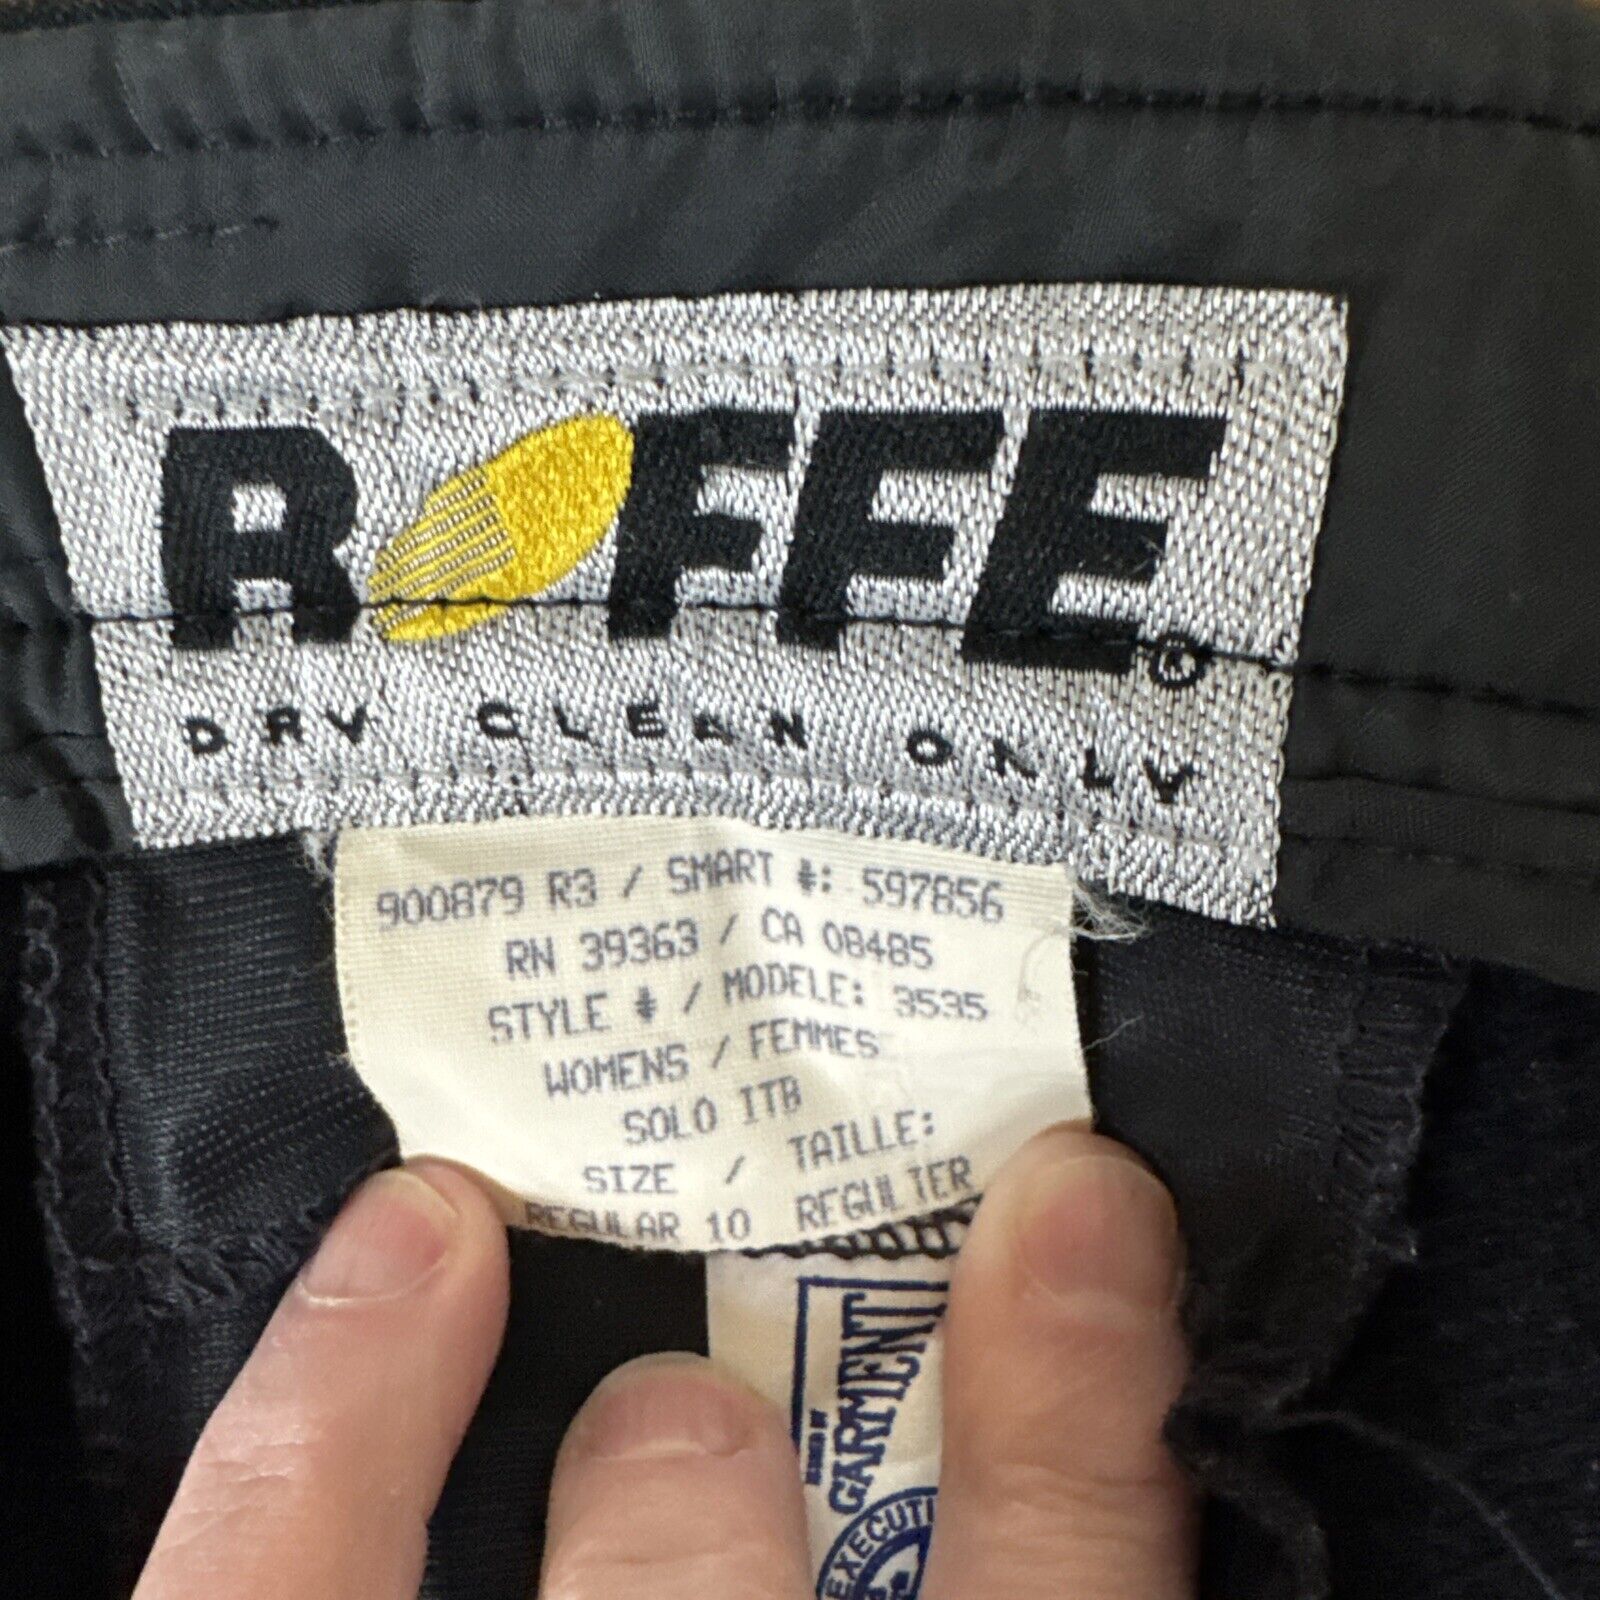 ROFFE®
DRY CLEAN ONLY
900879 R3 / SMART #: 597856
RN 39363 / CA 08485
STYLE # / MODELE: 3535
WOMENS / FEMMES
SOLO ITB
SIZE / TAILLE:
REGULAR 10 REGULIER
GARMENT
EXECUTI